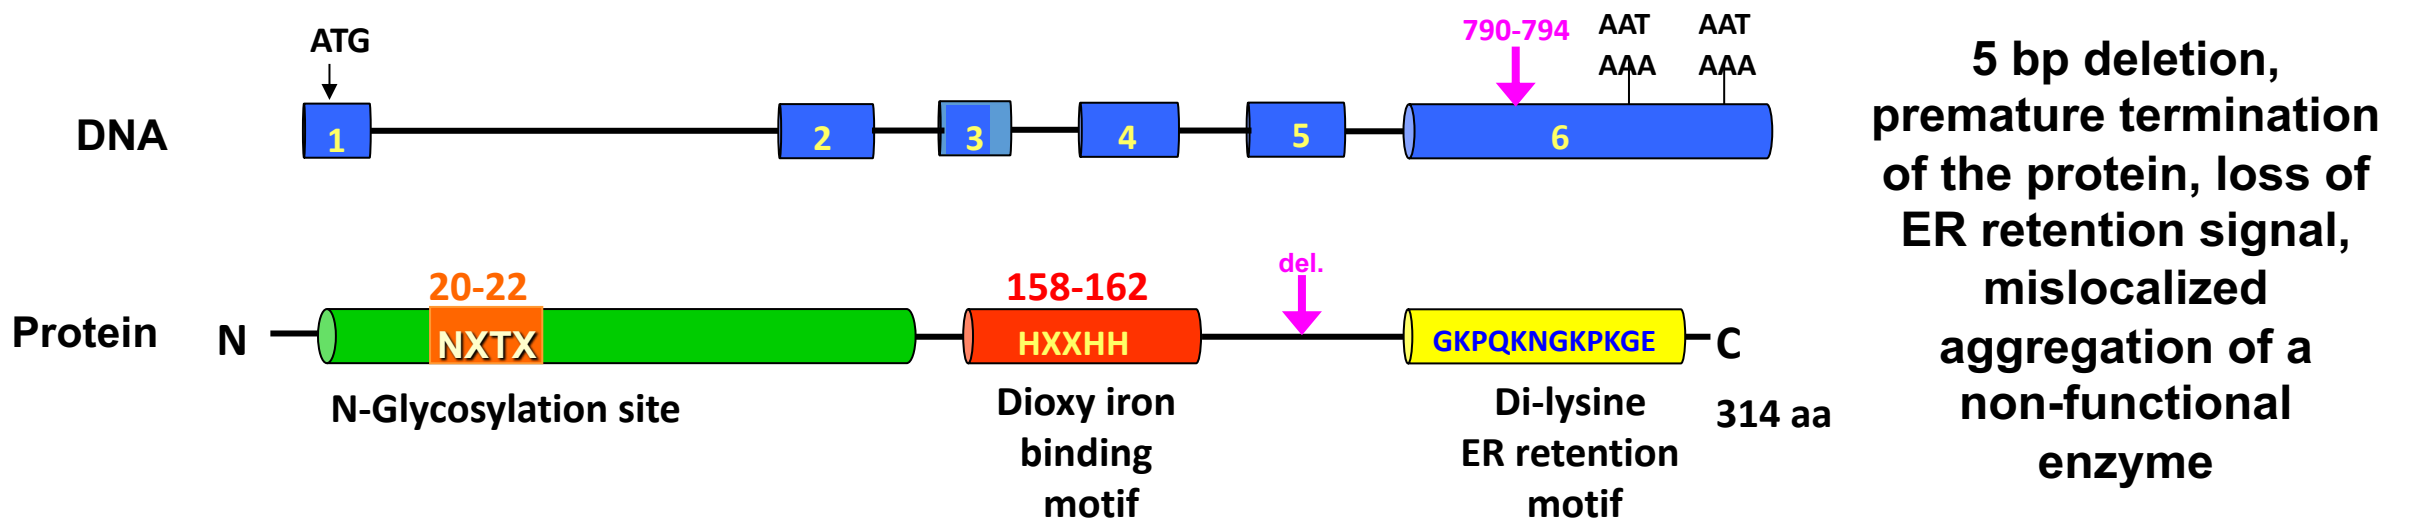 ATG
790-794
AAT
AAA
AAT
AAA
DNA
1
2
3
4
5
6
Protein
N
20-22
NXTX
N-Glycosylation site
158-162
HXXHH
Dioxy iron
binding
motif
del.
GKPQKNGKPKGE
C
Di-lysine
ER retention
motif
314 aa
5 bp deletion,
premature termination
of the protein, loss of
ER retention signal,
mislocalized
aggregation of a
non-functional
enzyme